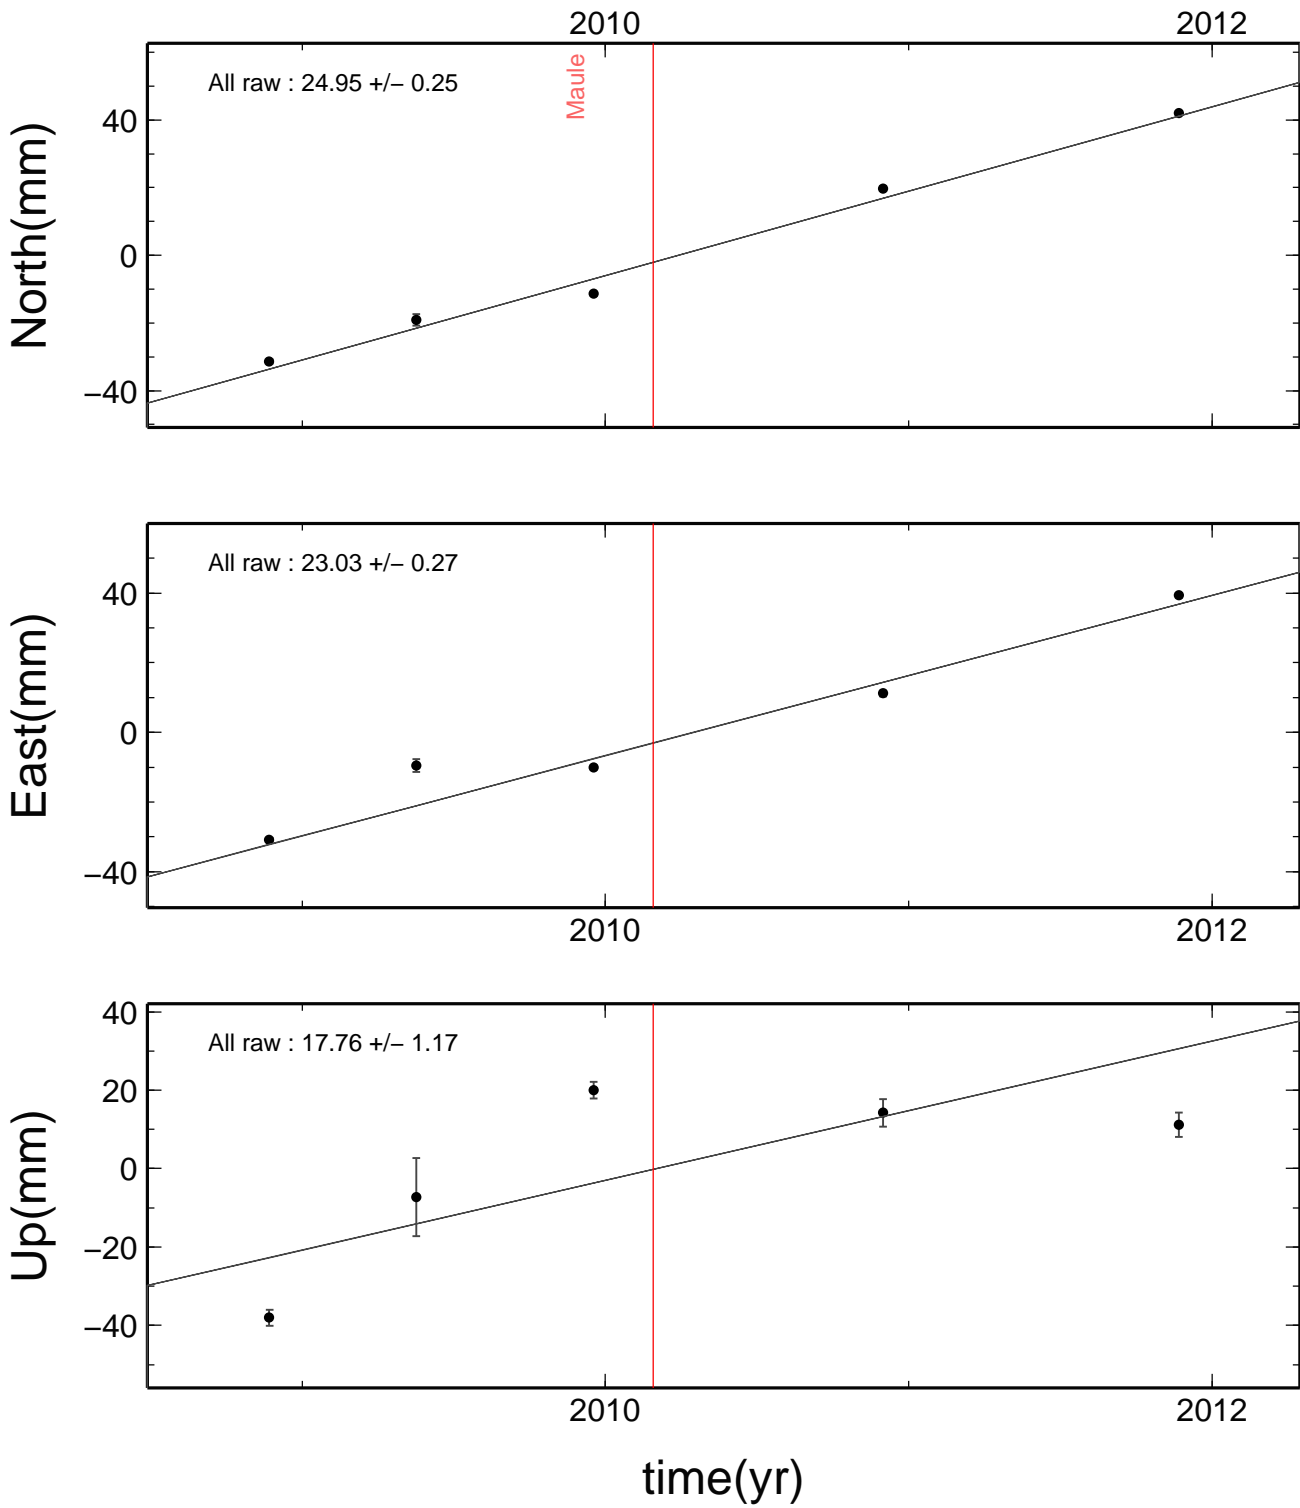 2010 2012
All raw : 24.95 +/− 0.25
Maule
North(mm)
40
0
−40
All raw : 23.03 +/− 0.27
East(mm)
40
0
−40
2010 2012
All raw : 17.76 +/− 1.17
Up(mm)
40
20
0
−20
−40
2010 2012
time(yr)